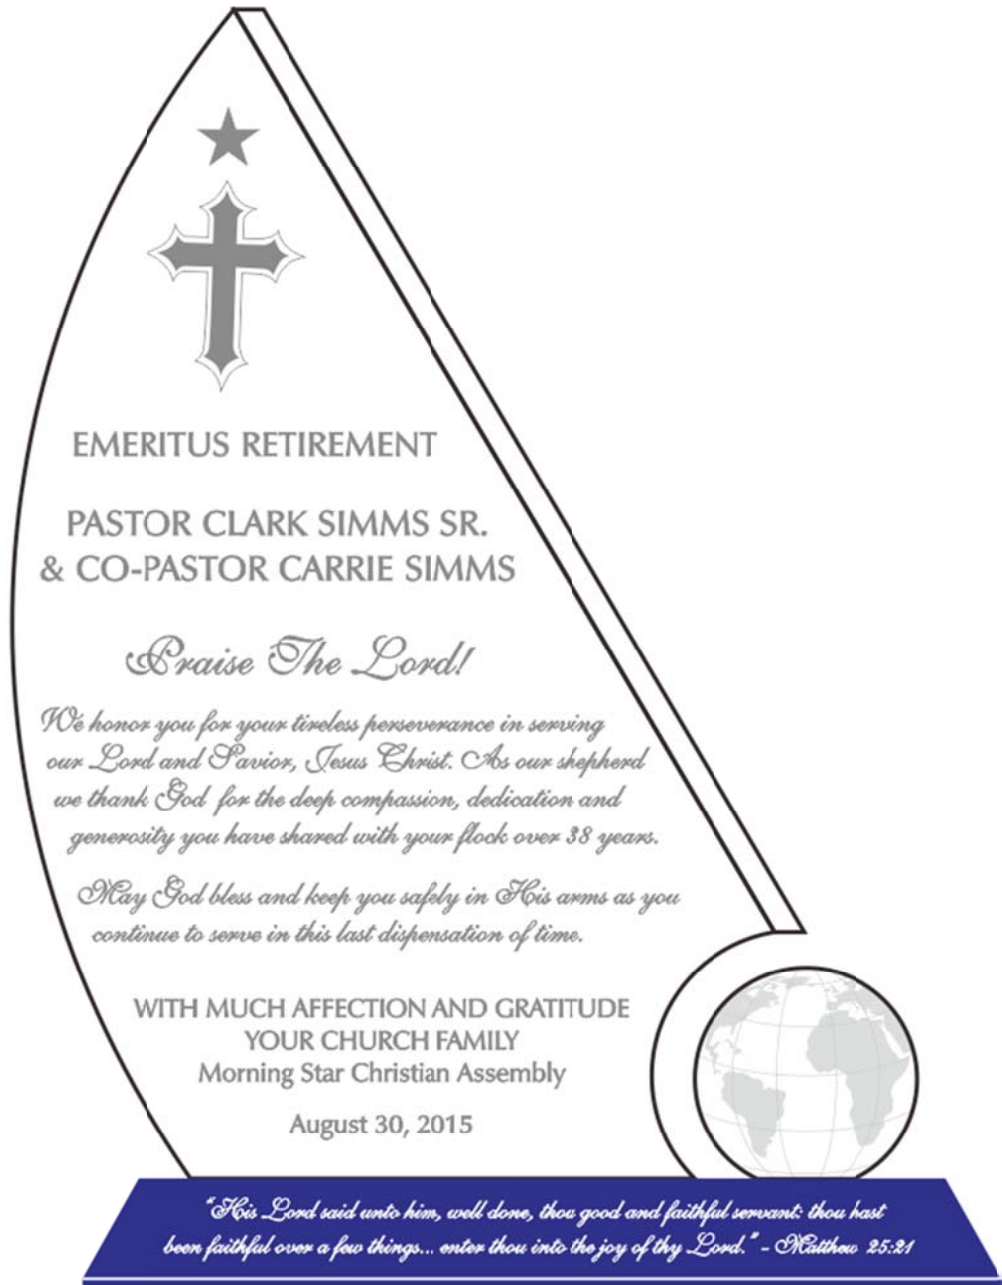 EMERITUS RETIREMENT
PASTOR CLARK SIMMS SR.
& CO-PASTOR CARRIE SIMMS
Praise The Lord!
We honor you for your tireless perseverance in serving
our Lord and Savior, Jesus Christ. As our shepherd
we thank God for the deep compassion, dedication and
generosity you have shared with your flock over 38 years.
May God bless and keep you safely in His arms as you
continue to serve in this last dispensation of time.
WITH MUCH AFFECTION AND GRATITUDE
YOUR CHURCH FAMILY
Morning Star Christian Assembly
August 30, 2015
"His Lord said unto him, well done, thou good and faithful servant: thou hast
been faithful over a few things... enter thou into the joy of thy Lord." - Matthew 25:21